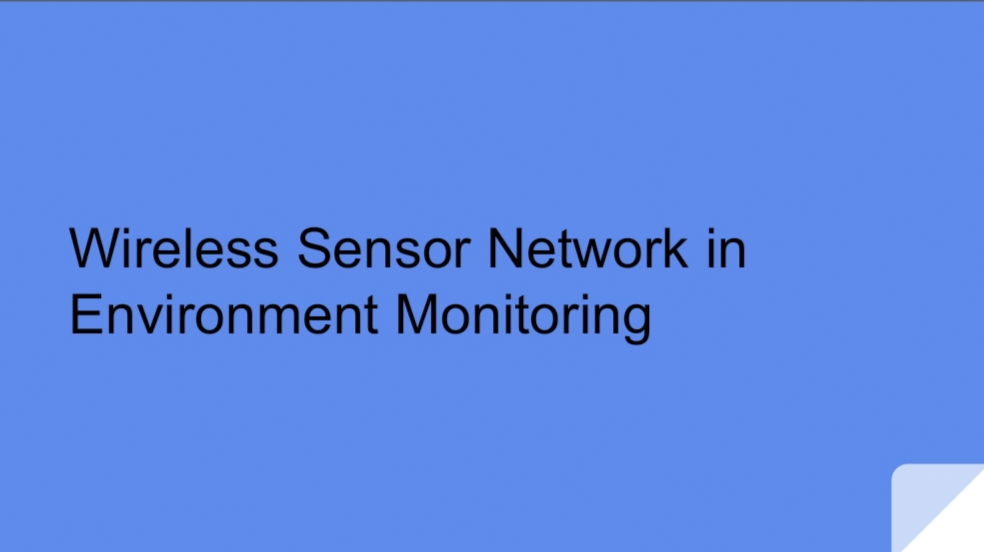 Wireless Sensor Network in
Environment Monitoring